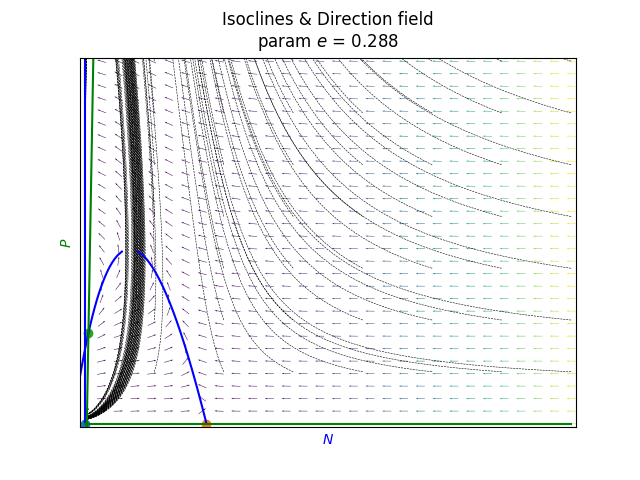 Isoclines & Direction field
param e = 0.288
P
N